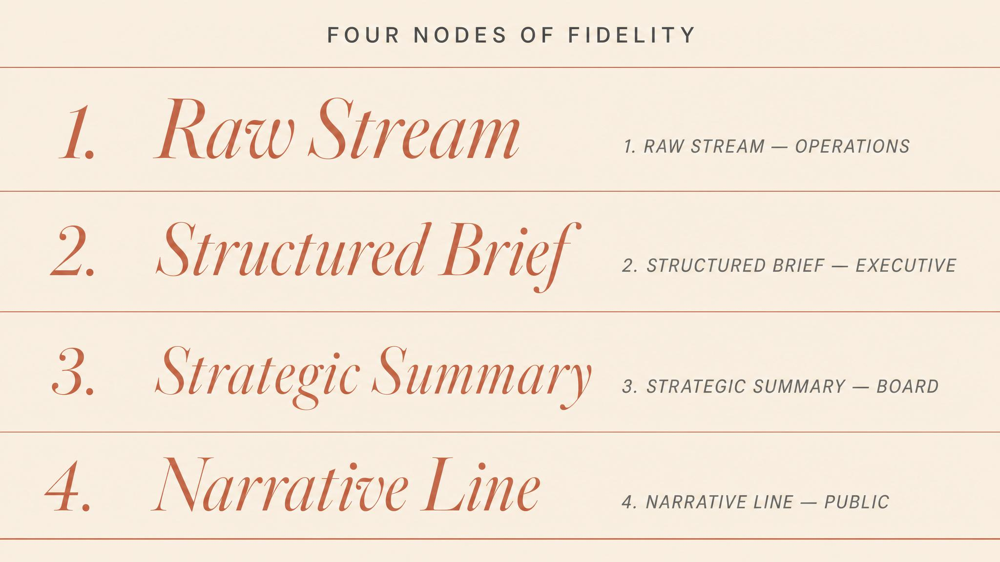 FOUR NODES OF FIDELITY
1. Raw Stream
1. RAW STREAM — OPERATIONS
2. Structured Brief
2. STRUCTURED BRIEF — EXECUTIVE
3. Strategic Summary
3. STRATEGIC SUMMARY — BOARD
4. Narrative Line
4. NARRATIVE LINE — PUBLIC